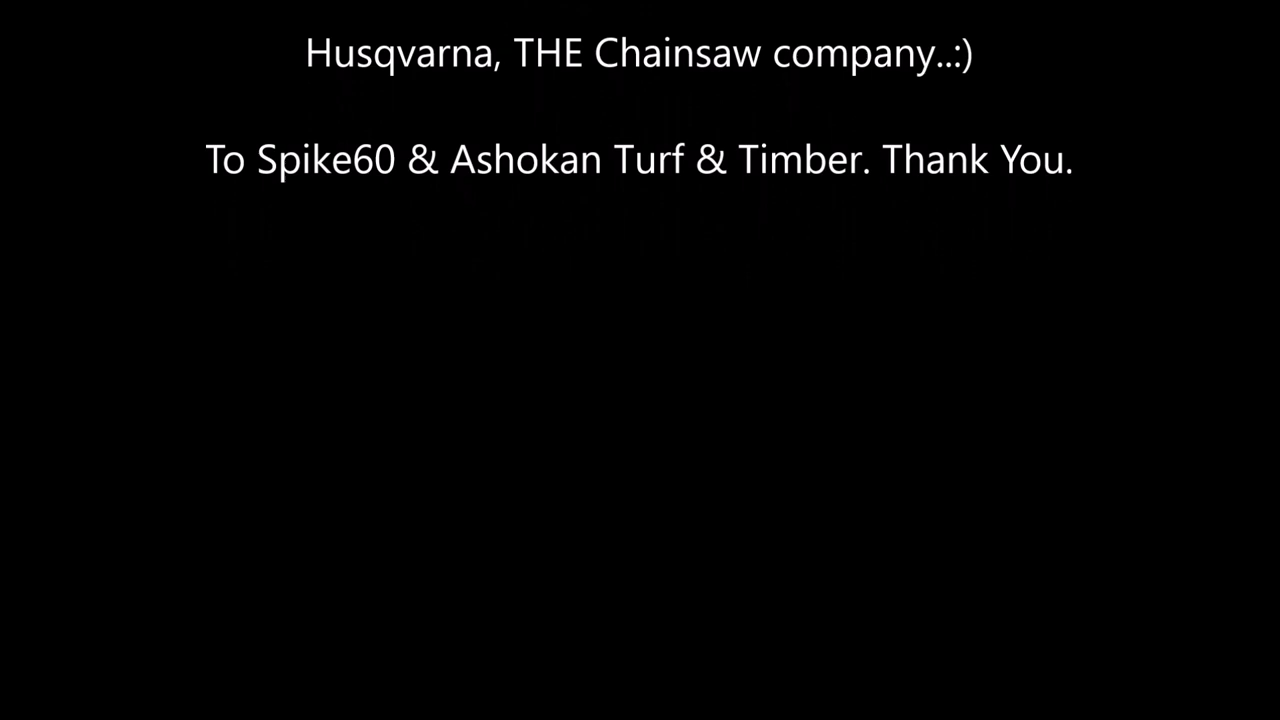 Husqvarna, THE Chainsaw company..:)
To Spike60 & Ashokan Turf & Timber. Thank You.